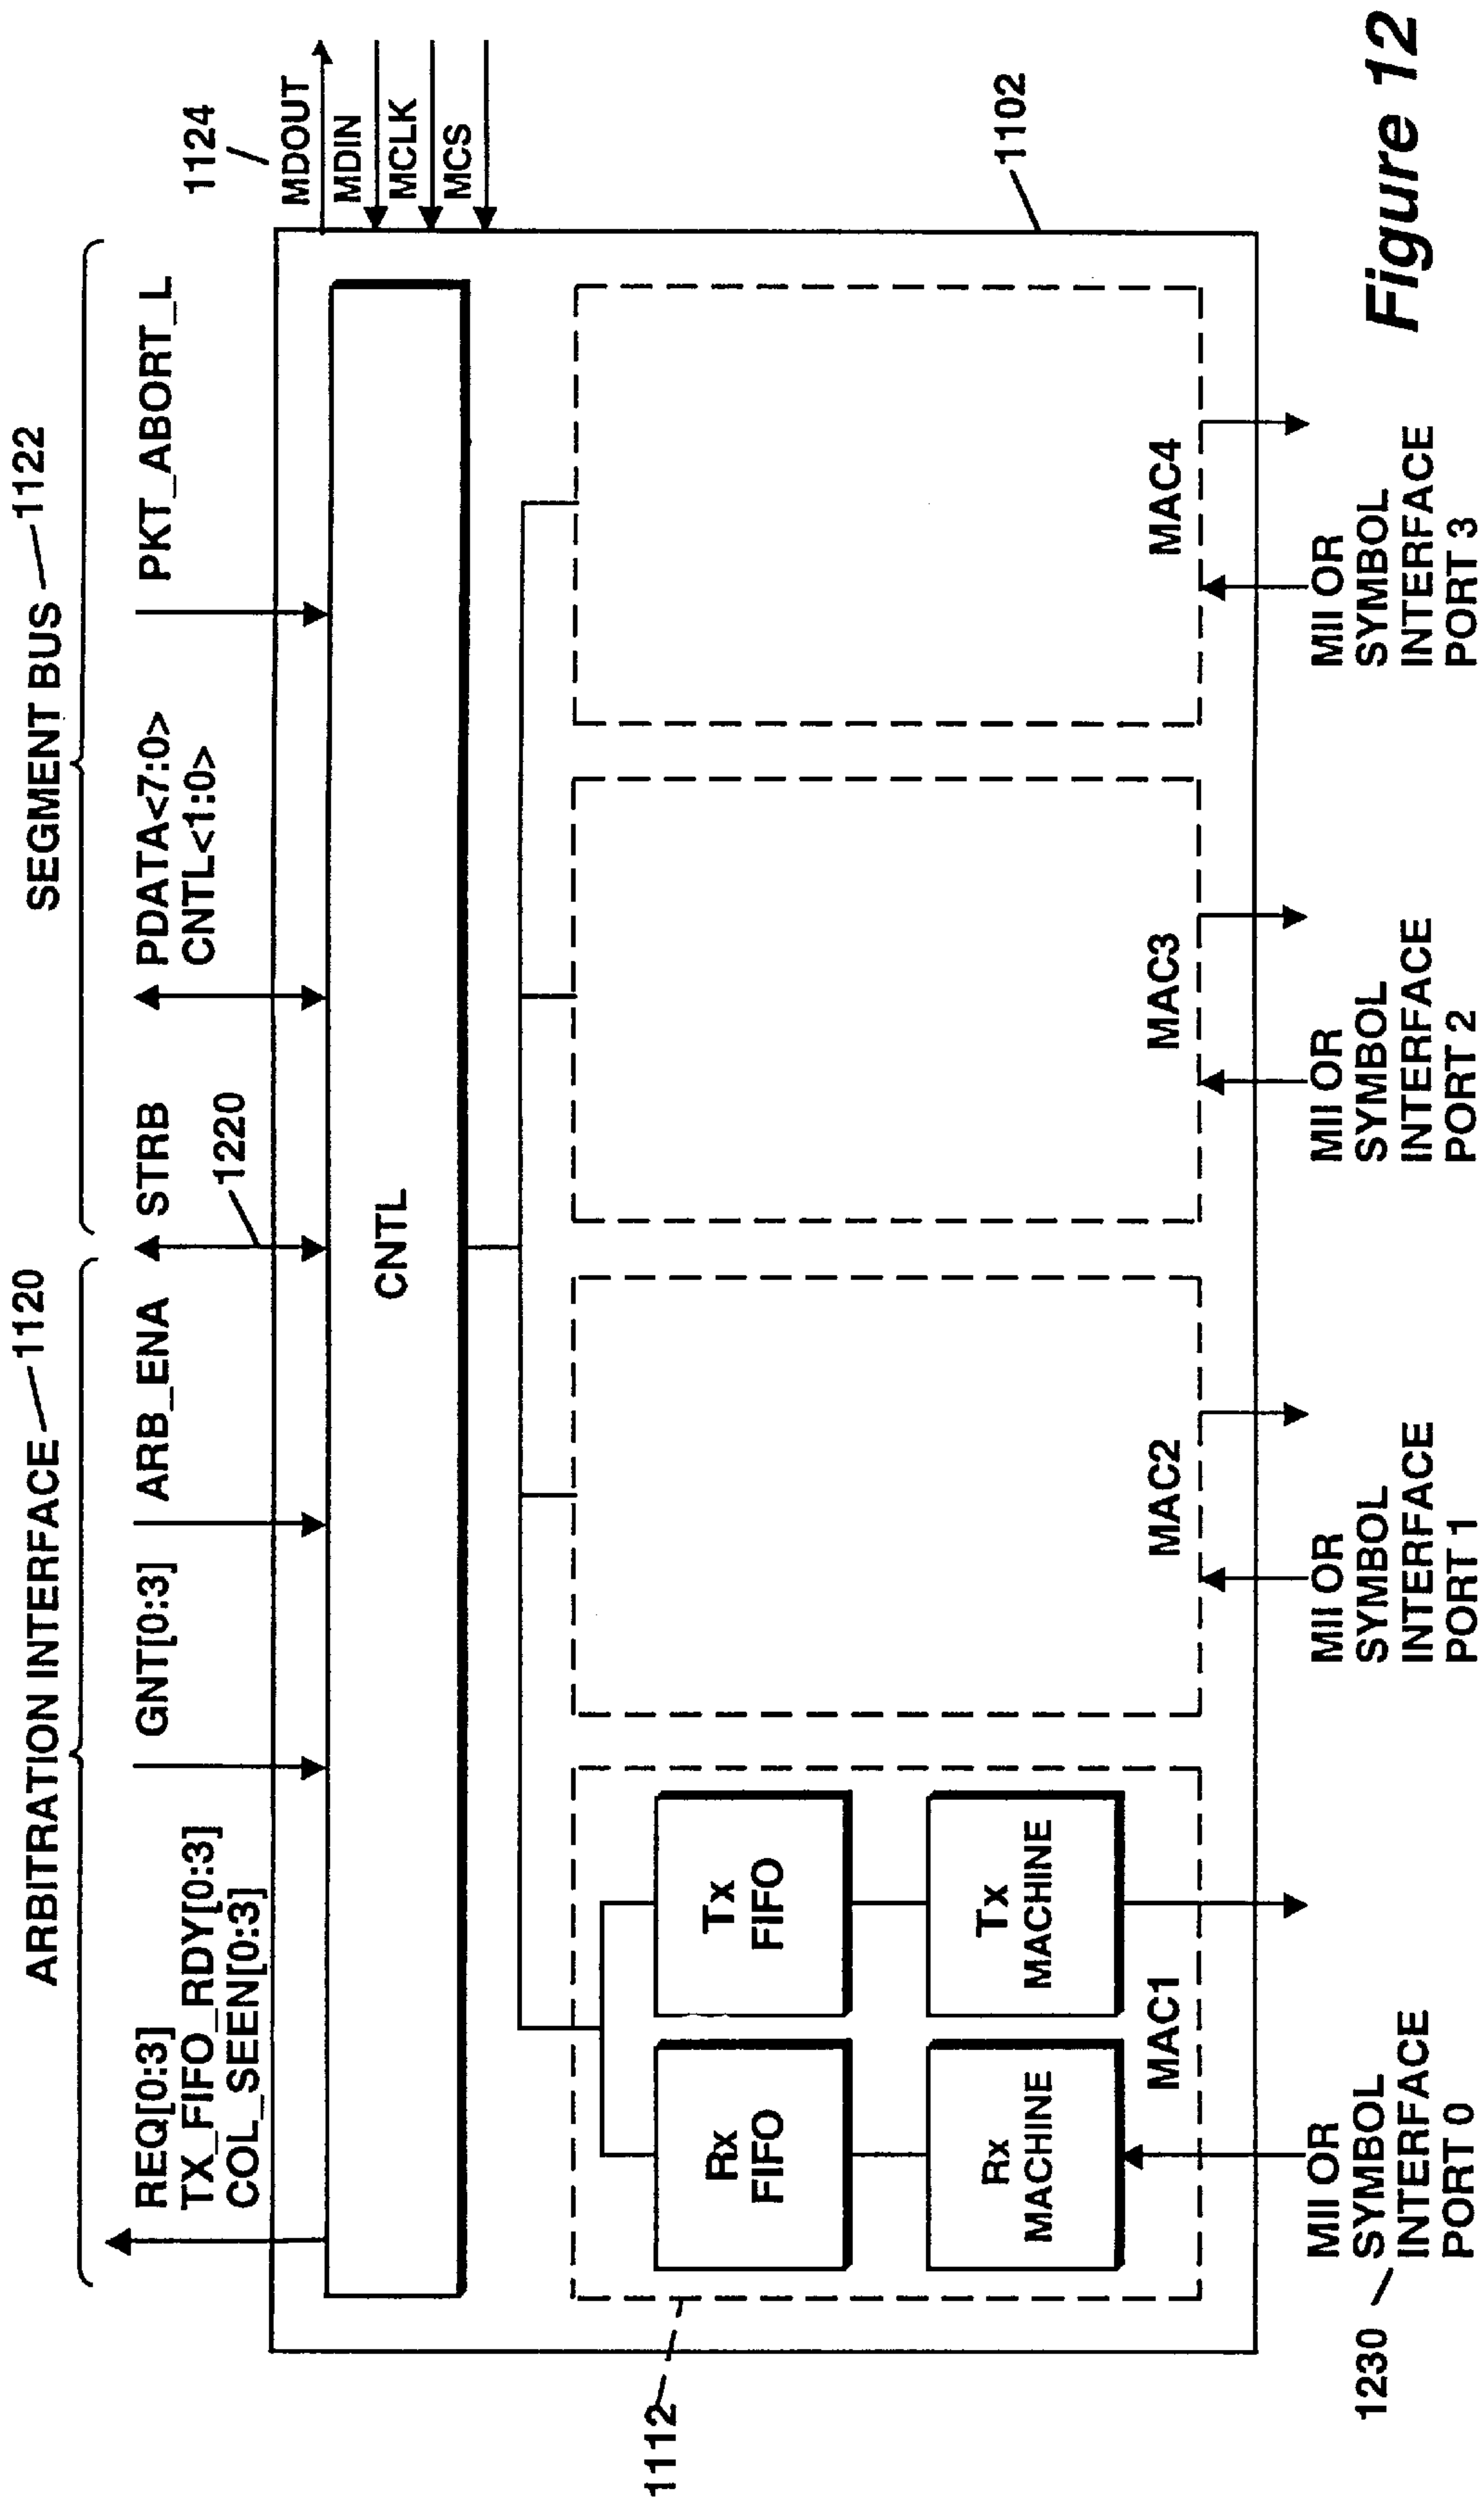 ARBITRATION INTERFACE 1120
SEGMENT BUS 1122
REQ[0:3]
TX_FIFO_RDY[0:3]
COL_SEEN[0:3]
GNT[0:3]
ARB_ENA
STRB
1220
PDATA<7:0>
CNTL<1:0>
PKT_ABORT_L
1124
MDOUT
MDIN
MCLK
MCS
CNTL
1112
Rx
FIFO
Tx
FIFO
Rx
MACHINE
Tx
MACHINE
MAC1
MAC2
MAC3
MAC4
1102
1230
MII OR
SYMBOL
INTERFACE
PORT 0
MII OR
SYMBOL
INTERFACE
PORT 1
MII OR
SYMBOL
INTERFACE
PORT 2
MII OR
SYMBOL
INTERFACE
PORT 3
Figure 12